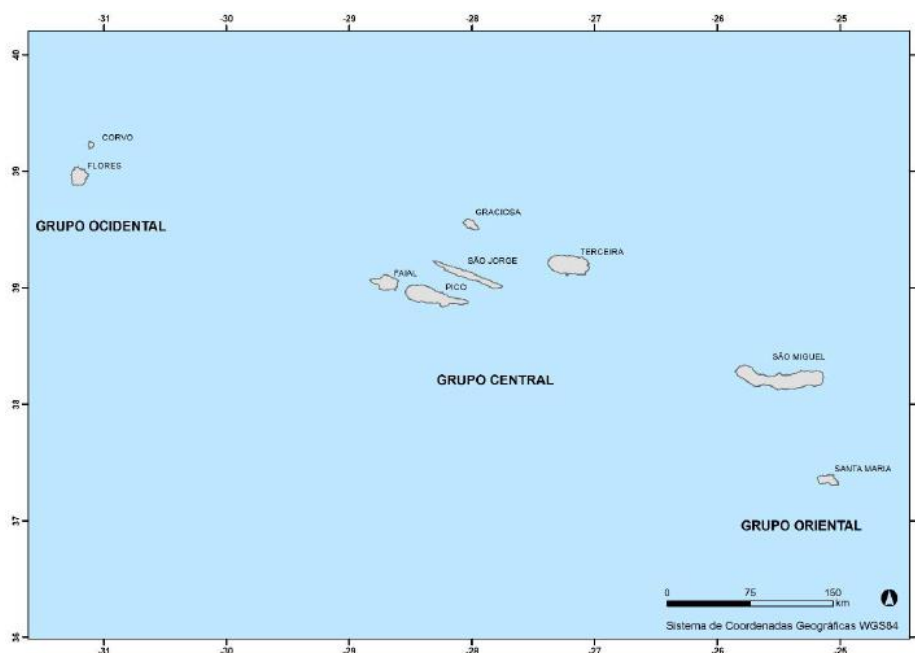 -31 -30 -29 -28 -27 -26 -25
40
CORVO
39
FLORES
GRACIOSA
GRUPO OCIDENTAL
TERCEIRA
SÃO JORGE
FAIAL
39
PICO
SÃO MIGUEL
GRUPO CENTRAL
38
SANTA MARIA
37
GRUPO ORIENTAL
0 75 150
km
Sistema de Coordenadas Geográficas WGS84
36
-31 -30 -29 -28 -27 -26 -25